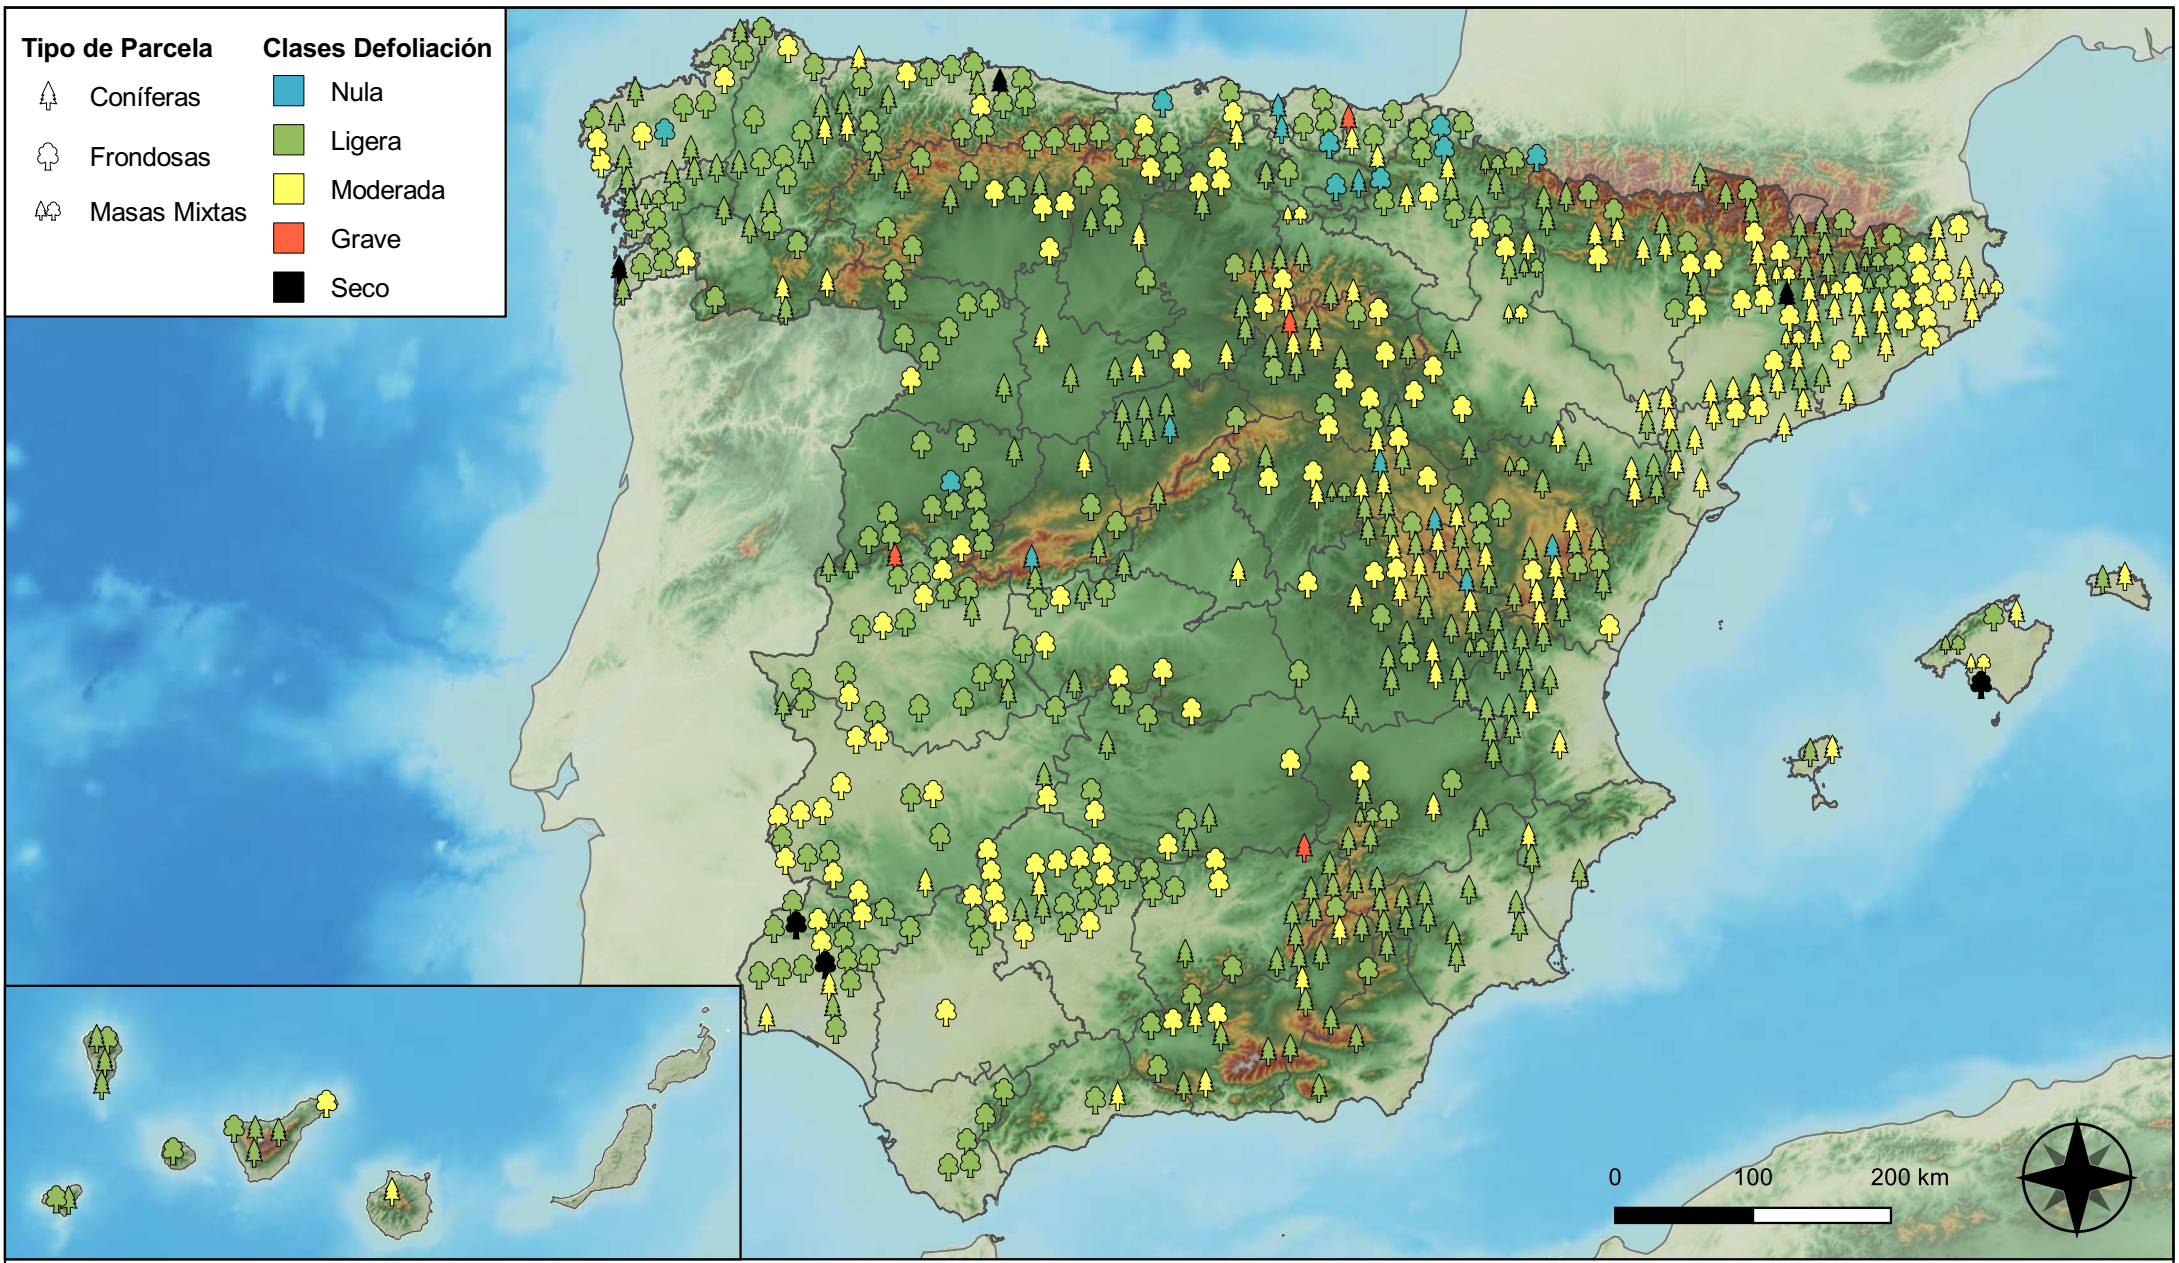 Tipo de Parcela
Coníferas
Frondosas
Masas Mixtas
Clases Defoliación
Nula
Ligera
Moderada
Grave
Seco
0 100 200 km